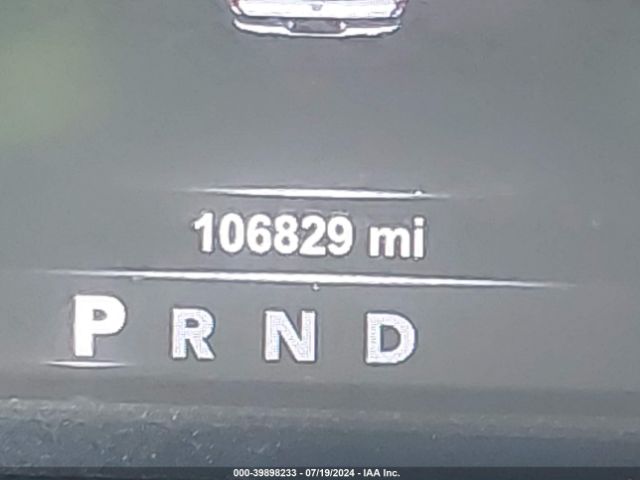 106829 mi
P R N D
000-39898233 - 07/19/2024 - IAA Inc.